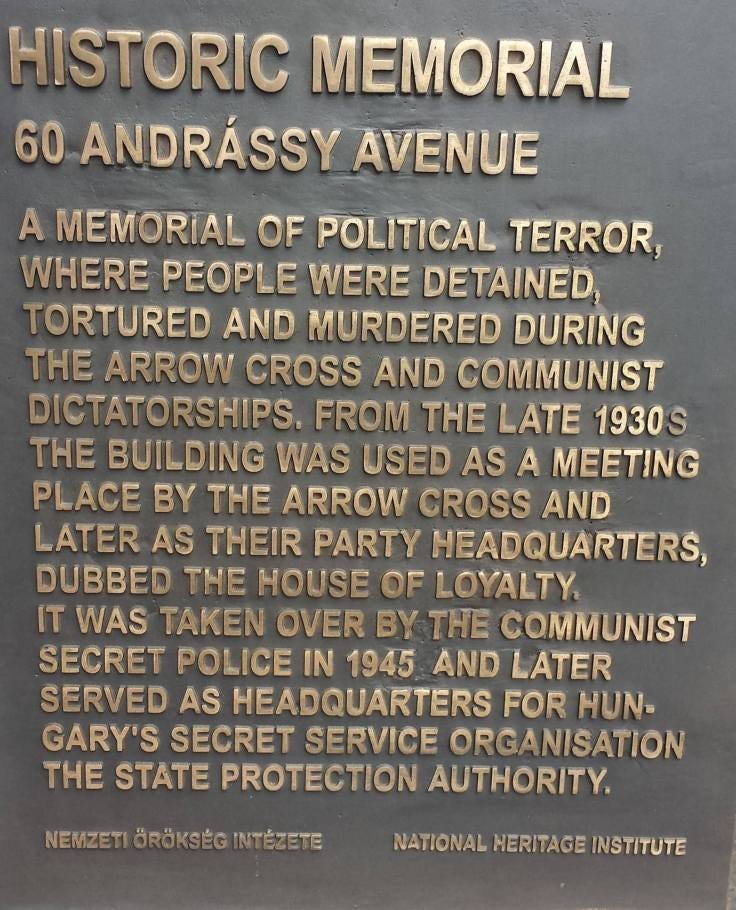 HISTORIC MEMORIAL
60 ANDRÁSSY AVENUE
A MEMORIAL OF POLITICAL TERROR,
WHERE PEOPLE WERE DETAINED,
TORTURED AND MURDERED DURING
THE ARROW CROSS AND COMMUNIST
DICTATORSHIPS. FROM THE LATE 1930S
THE BUILDING WAS USED AS A MEETING
PLACE BY THE ARROW CROSS AND
LATER AS THEIR PARTY HEADQUARTERS,
DUBBED THE HOUSE OF LOYALTY.
IT WAS TAKEN OVER BY THE COMMUNIST
SECRET POLICE IN 1945 AND LATER
SERVED AS HEADQUARTERS FOR HUN-
GARY'S SECRET SERVICE ORGANISATION
THE STATE PROTECTION AUTHORITY.
NEMZETI ÖRÖKSÉG INTÉZETE NATIONAL HERITAGE INSTITUTE